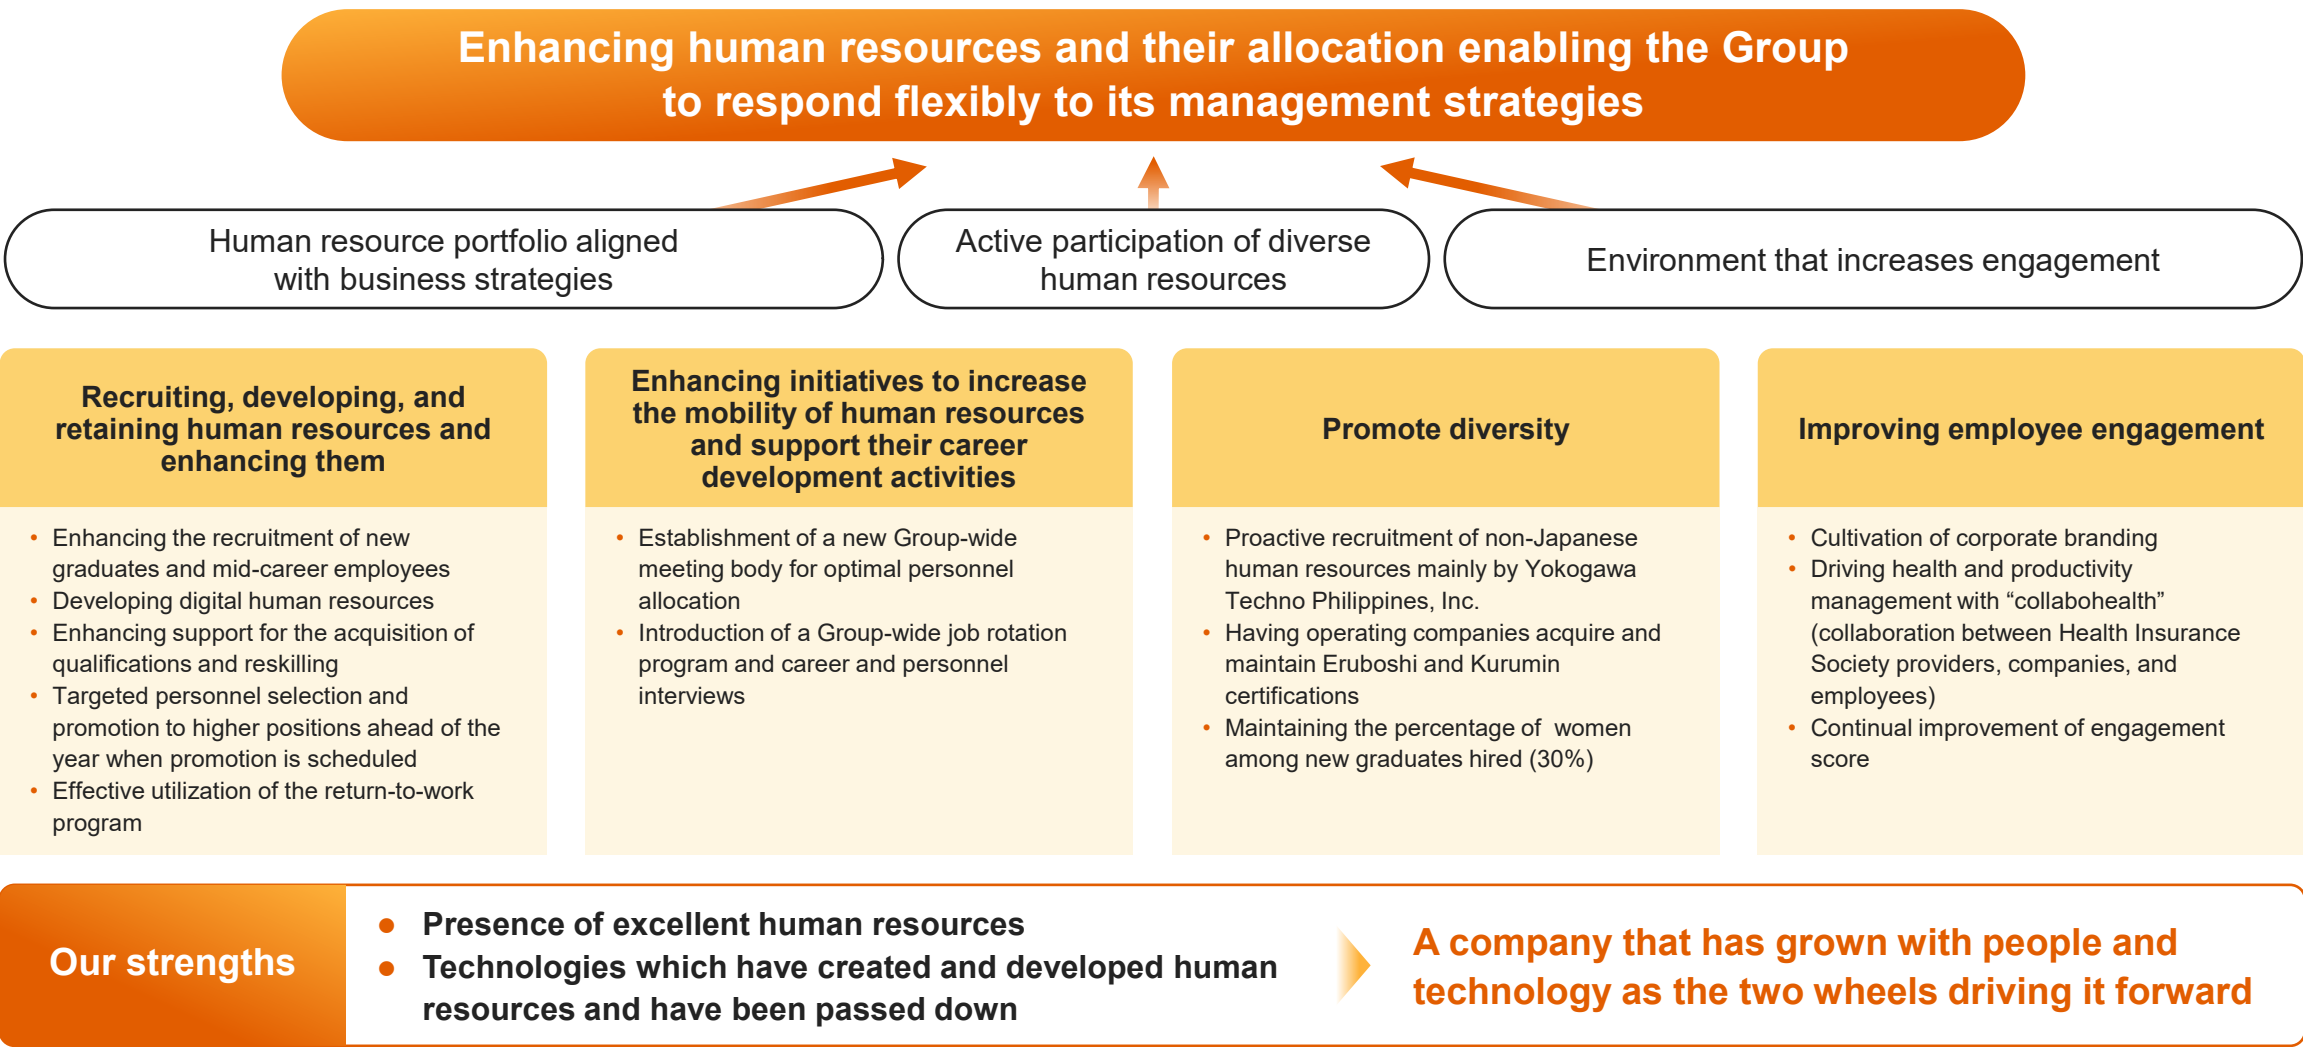 Enhancing human resources and their allocation enabling the Group
to respond flexibly to its management strategies
Human resource portfolio aligned
with business strategies
Active participation of diverse
human resources
Environment that increases engagement
Recruiting, developing, and
retaining human resources and
enhancing them
• Enhancing the recruitment of new
graduates and mid-career employees
• Developing digital human resources
• Enhancing support for the acquisition of
qualifications and reskilling
• Targeted personnel selection and
promotion to higher positions ahead of the
year when promotion is scheduled
• Effective utilization of the return-to-work
program
Enhancing initiatives to increase
the mobility of human resources
and support their career
development activities
• Establishment of a new Group-wide
meeting body for optimal personnel
allocation
• Introduction of a Group-wide job rotation
program and career and personnel
interviews
Promote diversity
• Proactive recruitment of non-Japanese
human resources mainly by Yokogawa
Techno Philippines, Inc.
• Having operating companies acquire and
maintain Eruboshi and Kurumin
certifications
• Maintaining the percentage of women
among new graduates hired (30%)
Improving employee engagement
• Cultivation of corporate branding
• Driving health and productivity
management with “collabohealth”
(collaboration between Health Insurance
Society providers, companies, and
employees)
• Continual improvement of engagement
score
Our strengths
● Presence of excellent human resources
● Technologies which have created and developed human
resources and have been passed down
A company that has grown with people and
technology as the two wheels driving it forward